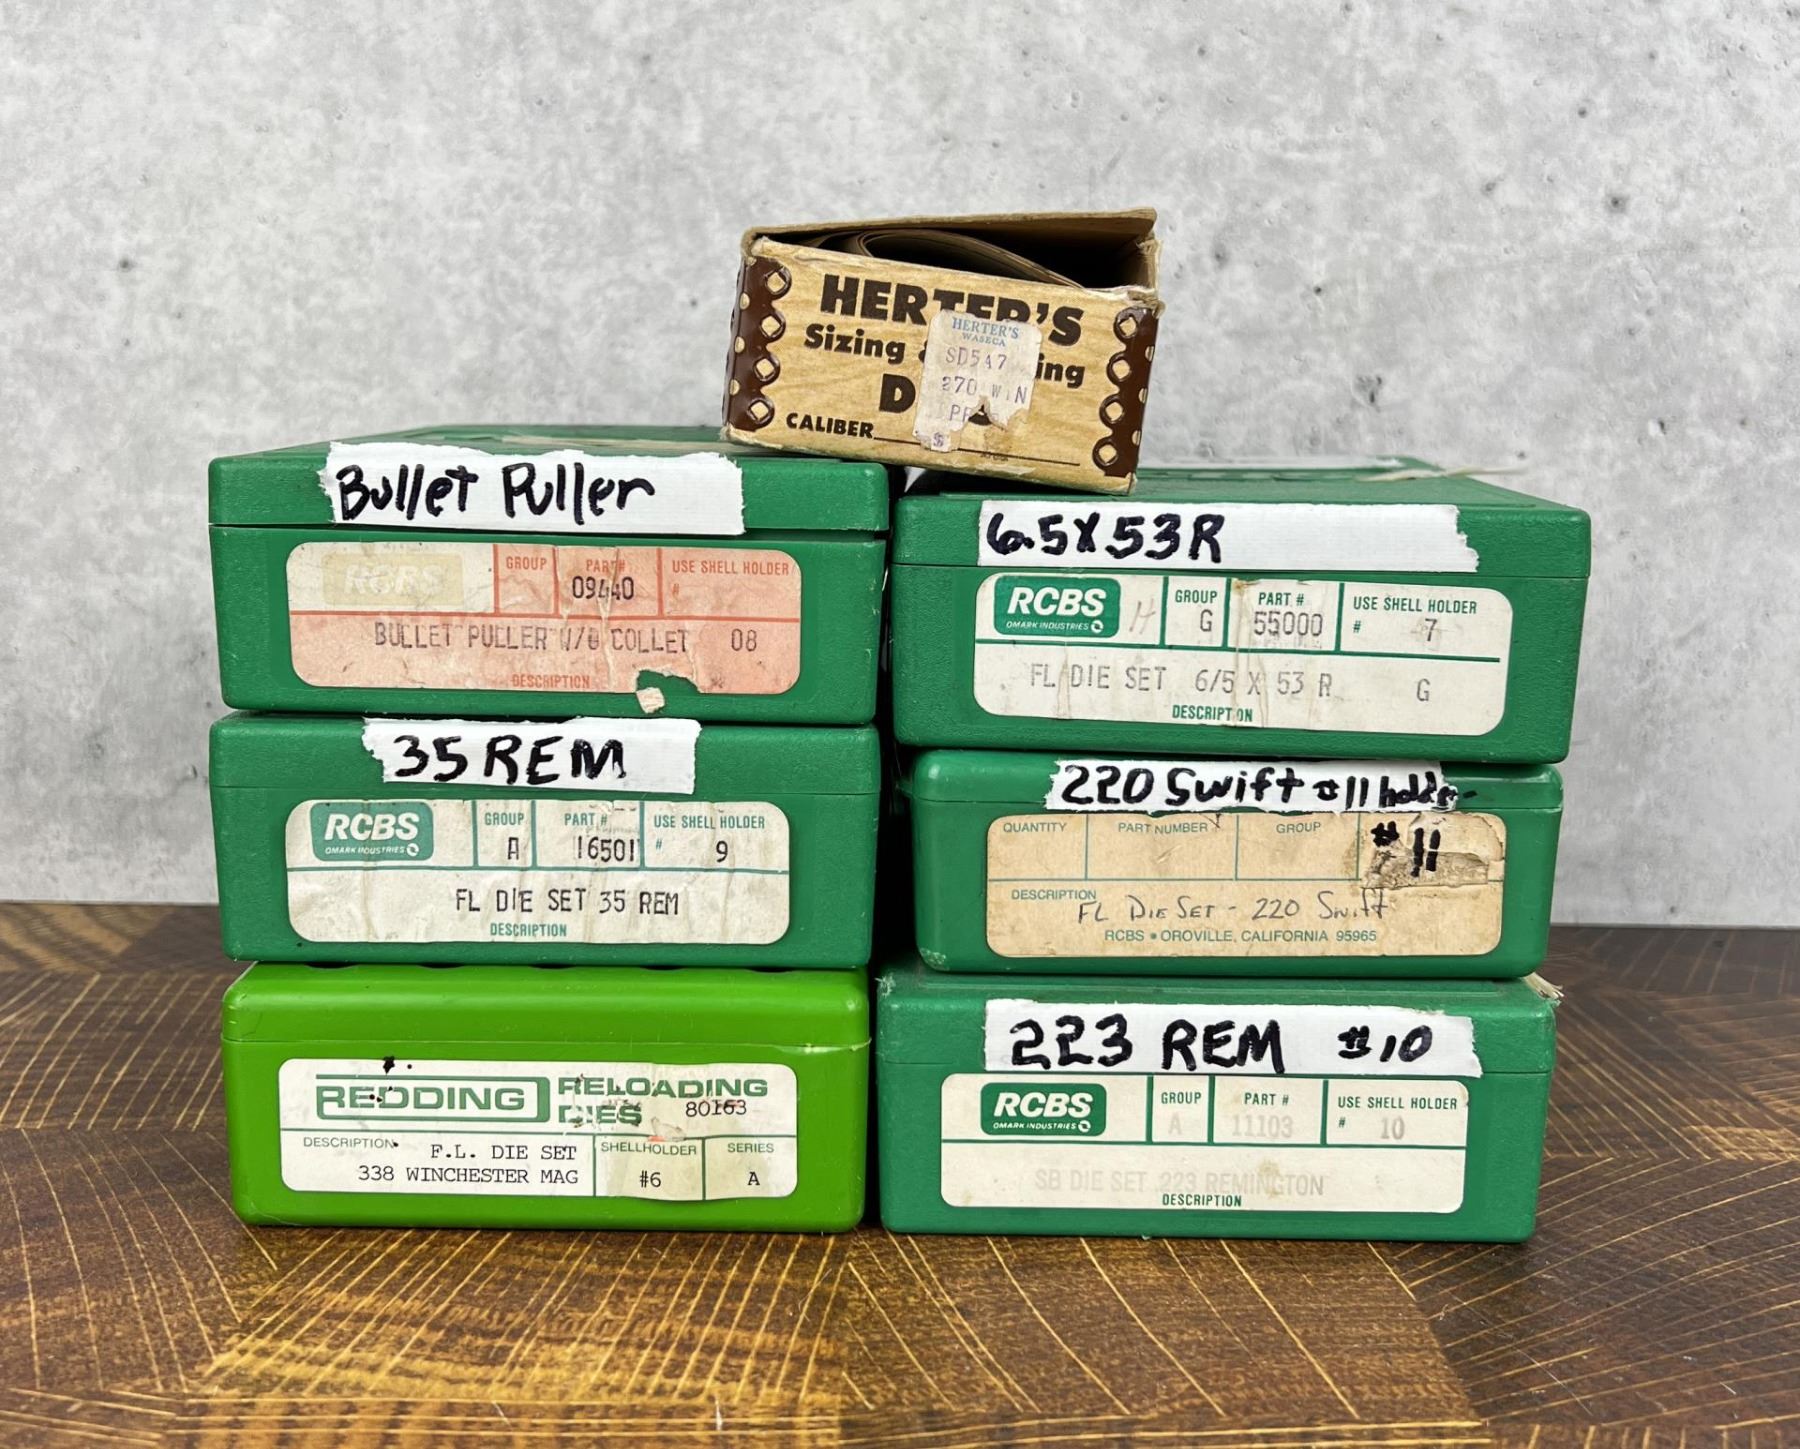 HERTER'S
Sizing
ing
D
CALIBER
HERTER'S
WASECA
SD5A7
270 WIN
$
Bullet Puller
RCBS
GROUP
PART #
09440
USE SHELL HOLDER
#
BULLET PULLER W/O COLLET 08
DESCRIPTION
6.5X53R
RCBS
OMARK INDUSTRIES
H
GROUP
G
PART #
55000
USE SHELL HOLDER
# 7
FL DIE SET 6/5 X 53 R G
DESCRIPTION
35 REM
RCBS
OMARK INDUSTRIES
GROUP
A
PART #
16501
USE SHELL HOLDER
# 9
FL DIE SET 35 REM
DESCRIPTION
220 Swift #11 holder
QUANTITY
PART NUMBER
GROUP
#11
DESCRIPTION
FL Die Set - 220 Swift
RCBS • OROVILLE, CALIFORNIA 95965
REDDING RELOADING
DIES 80163
DESCRIPTION
F.L. DIE SET
338 WINCHESTER MAG
SHELLHOLDER
#6
SERIES
A
223 REM #10
RCBS
OMARK INDUSTRIES
GROUP
A
PART #
11103
USE SHELL HOLDER
# 10
SB DIE SET 223 REMINGTON
DESCRIPTION